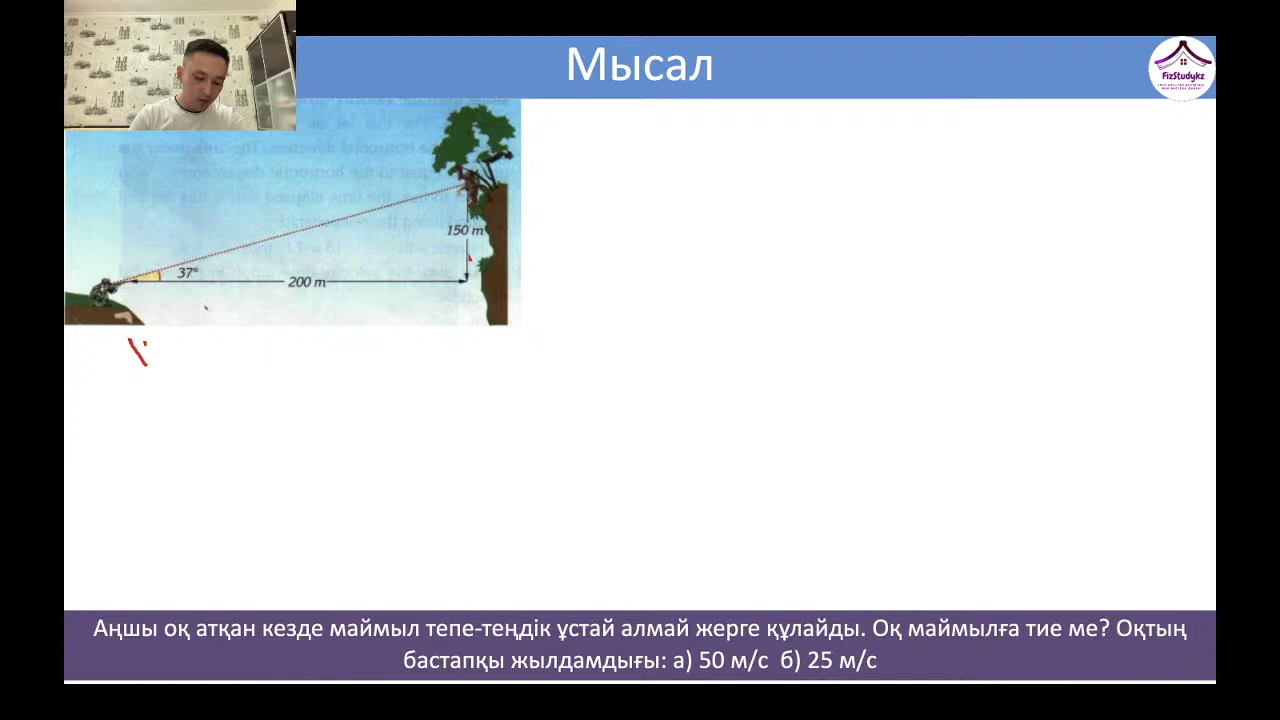 Мысал
FizStudykz
150 m
37°
200 m
Аңшы оқ атқан кезде маймыл тепе-теңдік ұстай алмай жерге құлайды. Оқ маймылға тие ме? Оқтың
бастапқы жылдамдығы: а) 50 м/с б) 25 м/с